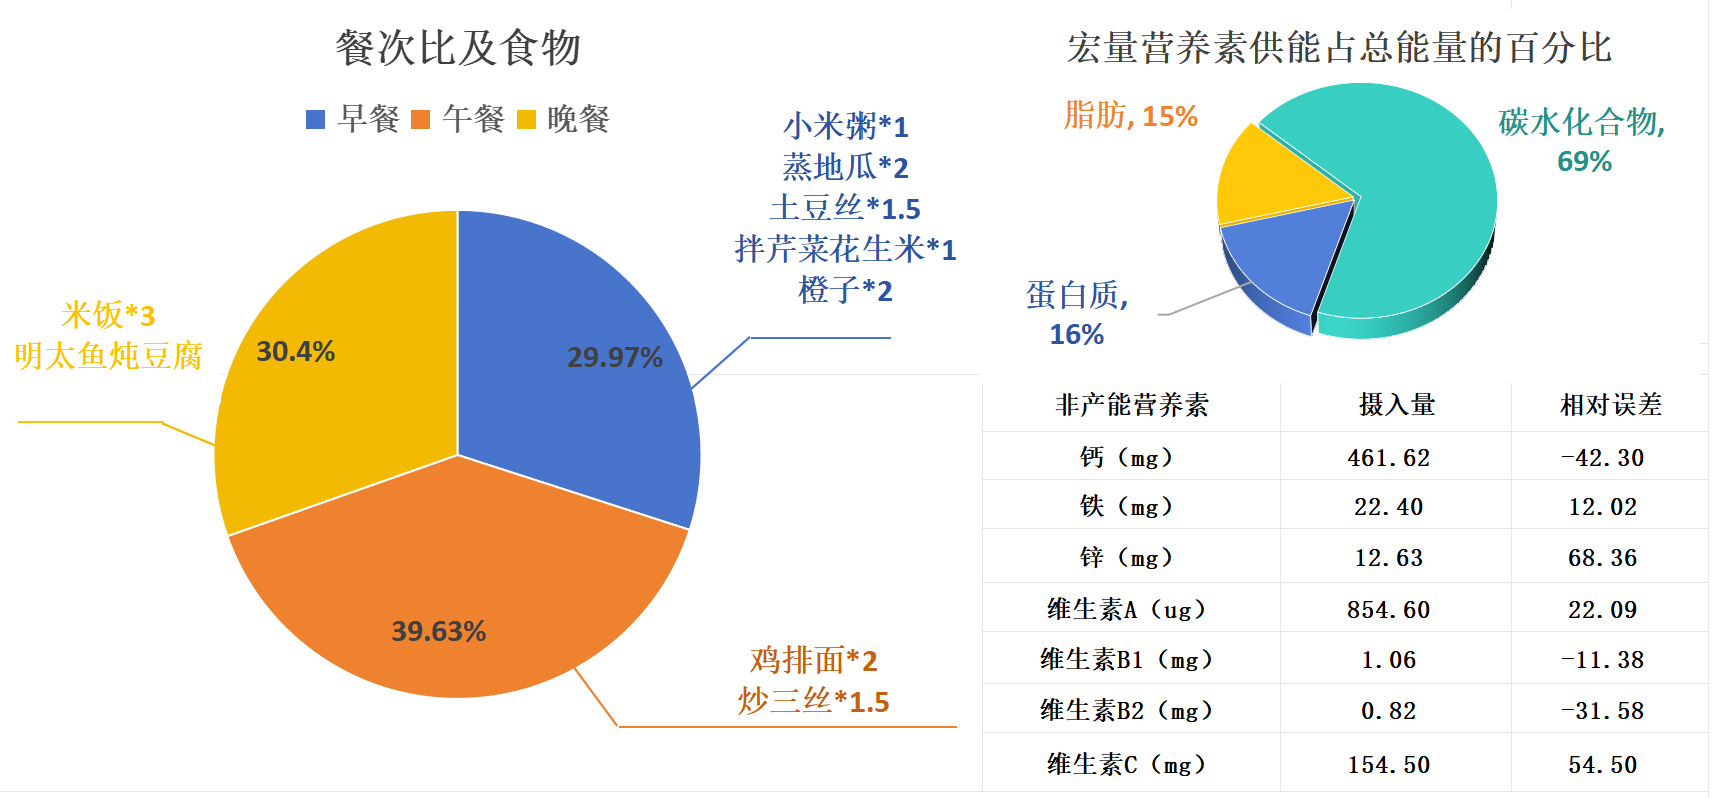 餐次比及食物
早餐 午餐 晚餐
小米粥*1
蒸地瓜*2
土豆丝*1.5
拌芹菜花生米*1
橙子*2
米饭*3
明太鱼炖豆腐
30.4%
29.97%
39.63%
鸡排面*2
炒三丝*1.5
宏量营养素供能占总能量的百分比
脂肪, 15%
碳水化合物,
69%
蛋白质,
16%
非产能营养素 摄入量 相对误差
钙（mg） 461.62 -42.30
铁（mg） 22.40 12.02
锌（mg） 12.63 68.36
维生素A（ug） 854.60 22.09
维生素B1（mg） 1.06 -11.38
维生素B2（mg） 0.82 -31.58
维生素C（mg） 154.50 54.50